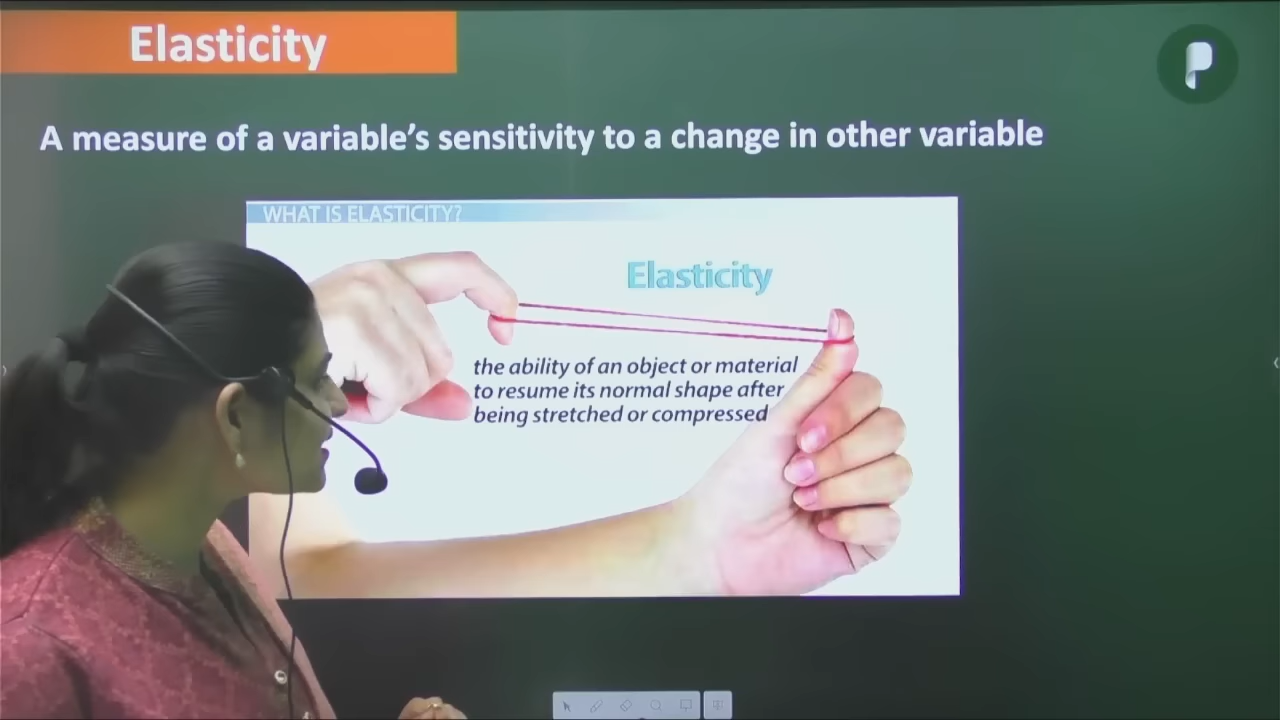 Elasticity
A measure of a variable's sensitivity to a change in other variable
WHAT IS ELASTICITY?
Elasticity
the ability of an object or material
to resume its normal shape after
being stretched or compressed